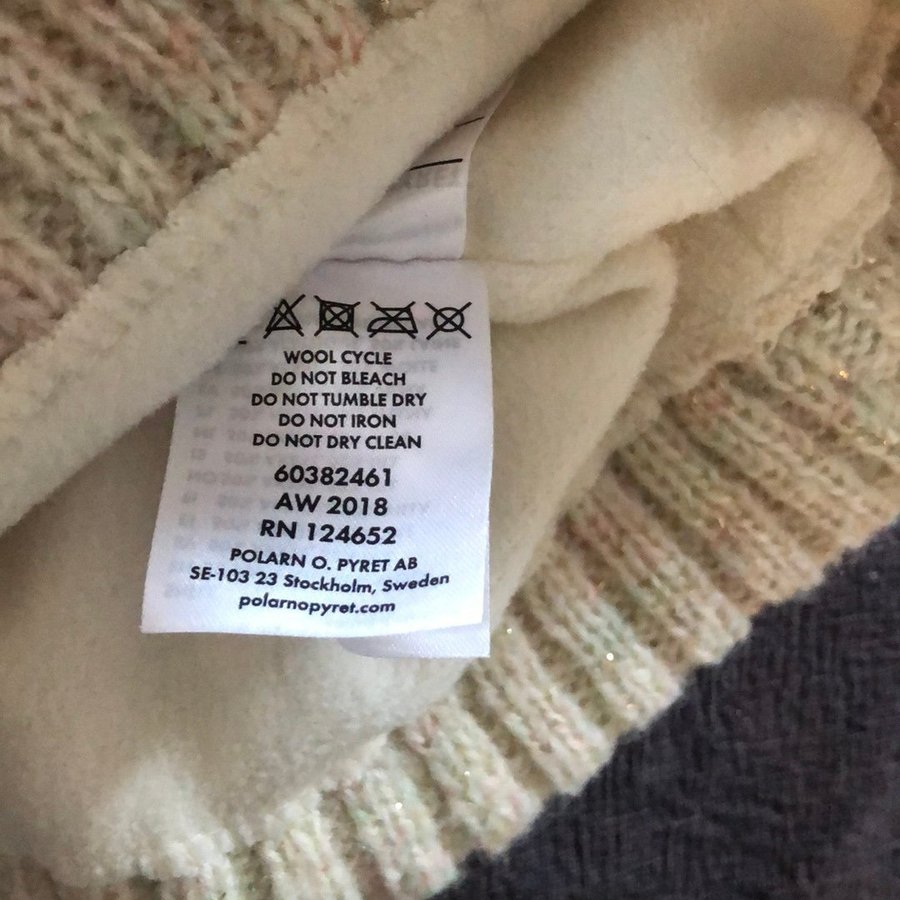 WOOL CYCLE
DO NOT BLEACH
DO NOT TUMBLE DRY
DO NOT IRON
DO NOT DRY CLEAN
60382461
AW 2018
RN 124652
POLARN O. PYRET AB
SE-103 23 Stockholm, Sweden
polarnopyret.com